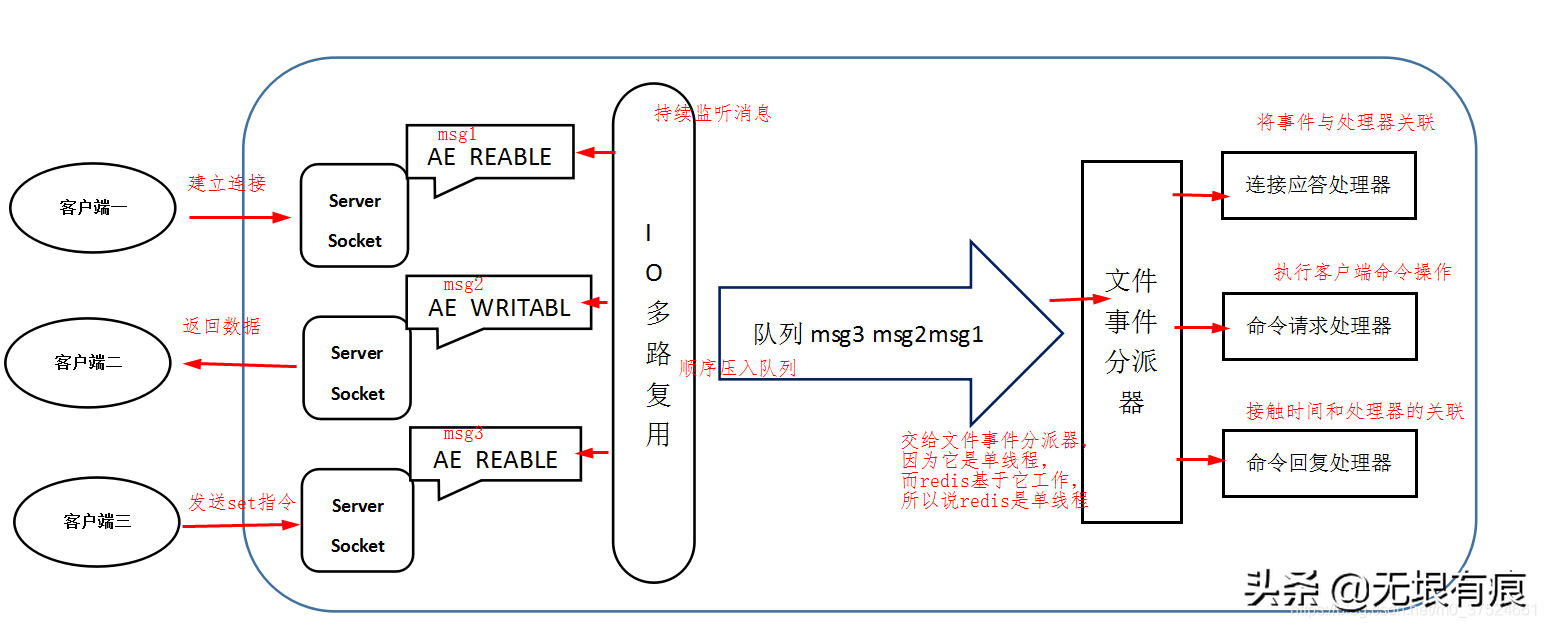 客户端一
建立连接
Server
Socket
msg1
AE REABLE
客户端二
返回数据
Server
Socket
msg2
AE WRITABL
客户端三
发送set指令
Server
Socket
msg3
AE REABLE
持续监听消息
IO多路复用
队列 msg3 msg2msg1
顺序压入队列
交给文件事件分派器，
因为它是单线程，
而redis基于它工作，
所以说redis是单线程
文件
事件
分派
器
将事件与处理器关联
连接应答处理器
执行客户端命令操作
命令请求处理器
接触时间和处理器的关联
命令回复处理器
头条 @无垠有痕